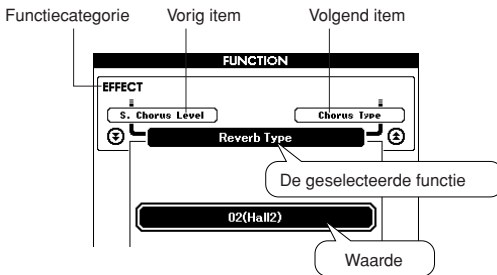 Functiecategorie Vorig item Volgend item
FUNCTION
EFFECT
S. Chorus Level Chorus Type
Reverb Type
De geselecteerde functie
02(Hall2)
Waarde